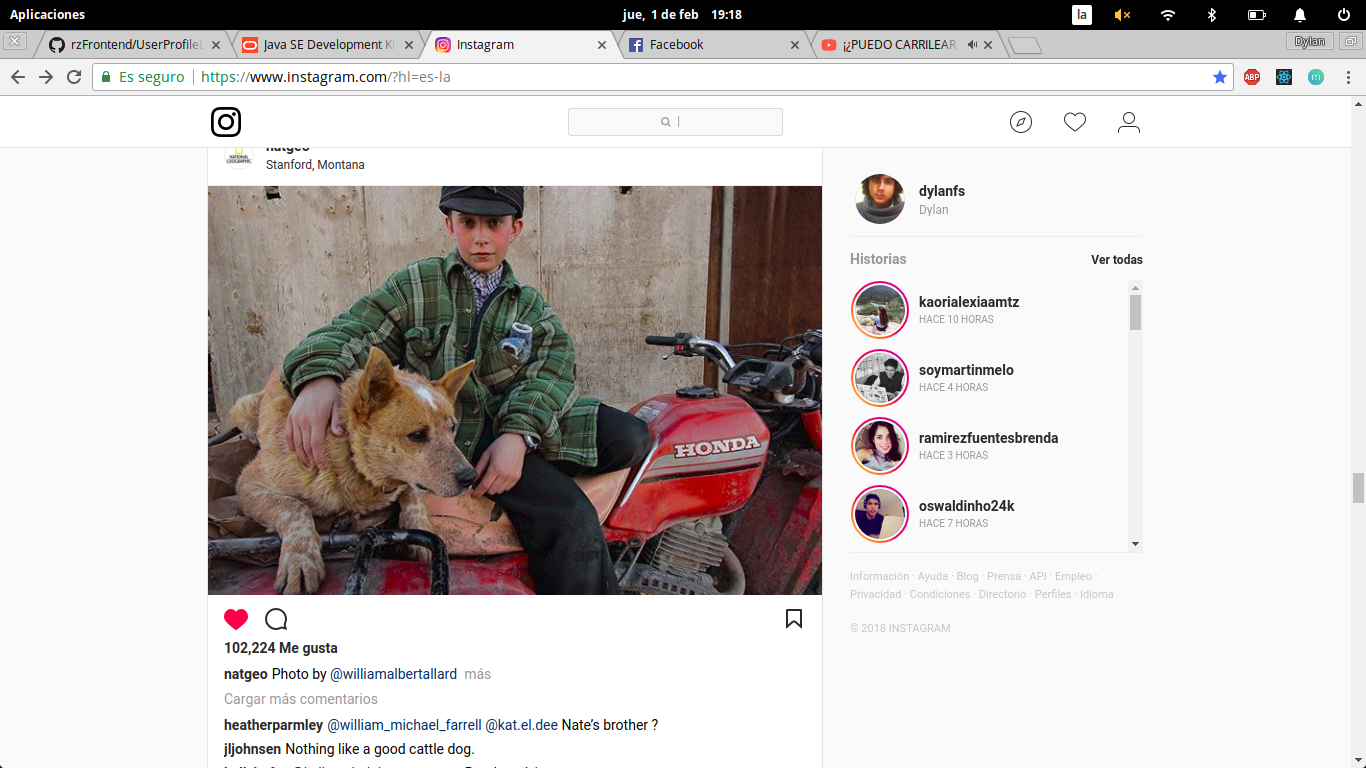 Aplicaciones
jue, 1 de feb 19:18
la
rzFrontend/UserProfile
Java SE Development K
Instagram
Facebook
¡¿PUEDO CARRILEAR
Dylan
Es seguro
https://www.instagram.com/?hl=es-la
ABP
m
natgeo
NATIONAL GEOGRAPHIC
Stanford, Montana
HONDA
102,224 Me gusta
natgeo Photo by @williamalbertallard más
Cargar más comentarios
heatherparmley @william_michael_farrell @kat.el.dee Nate’s brother ?
jljohnsen Nothing like a good cattle dog.
dylanfs
Dylan
Historias
Ver todas
kaorialexiaamtz
HACE 10 HORAS
soymartinmelo
HACE 4 HORAS
ramirezfuentesbrenda
HACE 3 HORAS
oswaldinho24k
HACE 7 HORAS
Información · Ayuda · Blog · Prensa · API · Empleo ·
Privacidad · Condiciones · Directorio · Perfiles · Idioma
© 2018 INSTAGRAM